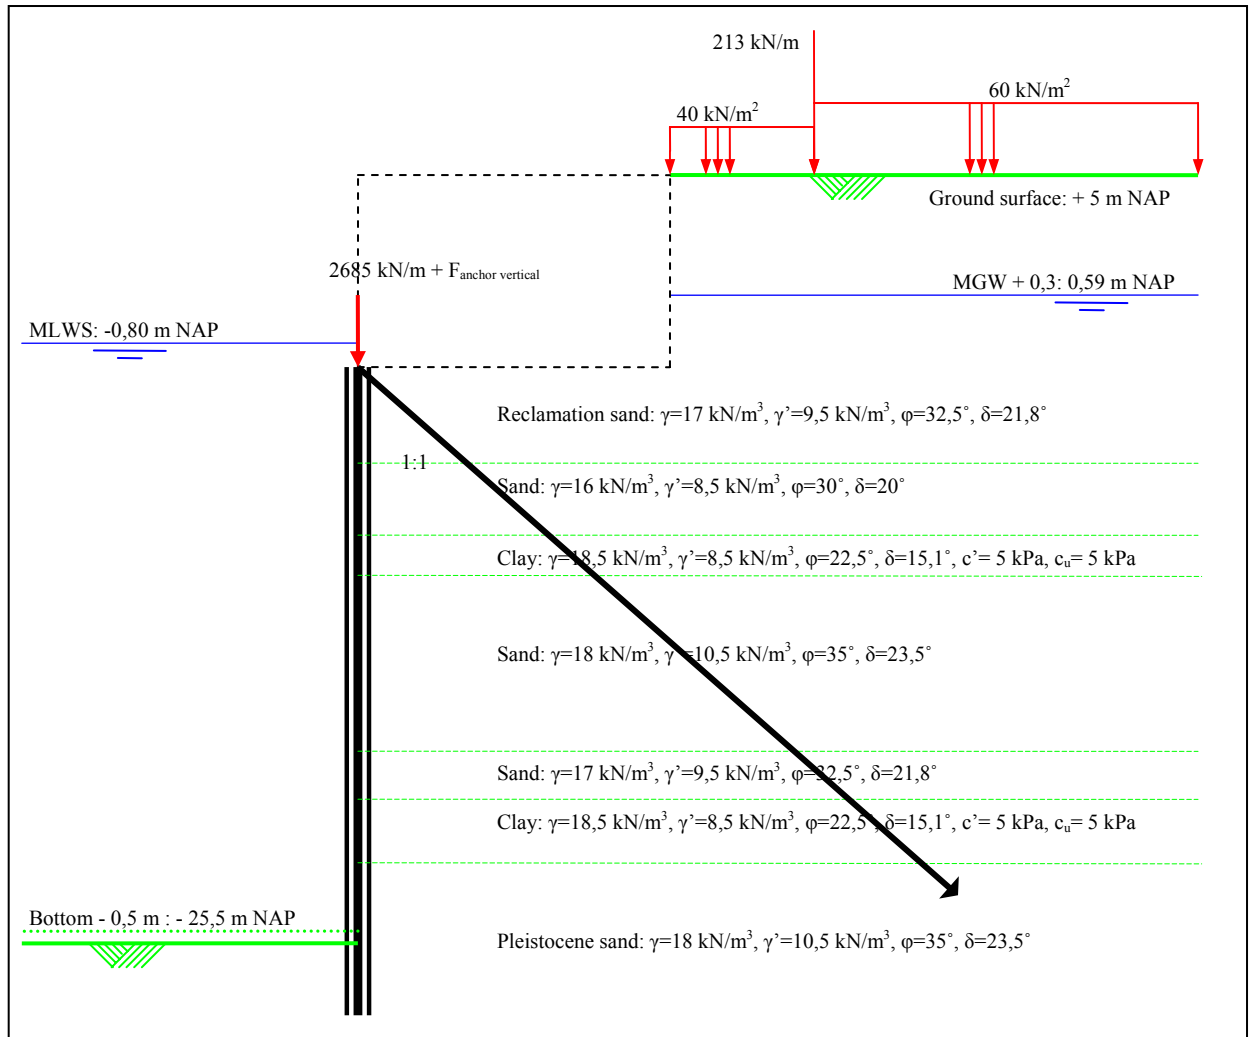 213 kN/m
60 kN/m²
40 kN/m²
Ground surface: + 5 m NAP
2685 kN/m + Fanchor vertical
MGW + 0,3: 0,59 m NAP
MLWS: -0,80 m NAP
Reclamation sand: γ=17 kN/m³, γ’=9,5 kN/m³, φ=32,5˚, δ=21,8˚
1:1
Sand: γ=16 kN/m³, γ’=8,5 kN/m³, φ=30˚, δ=20˚
Clay: γ=18,5 kN/m³, γ’=8,5 kN/m³, φ=22,5˚, δ=15,1˚, c’= 5 kPa, cu= 5 kPa
Sand: γ=18 kN/m³, γ’=10,5 kN/m³, φ=35˚, δ=23,5˚
Sand: γ=17 kN/m³, γ’=9,5 kN/m³, φ=32,5˚, δ=21,8˚
Clay: γ=18,5 kN/m³, γ’=8,5 kN/m³, φ=22,5˚, δ=15,1˚, c’= 5 kPa, cu= 5 kPa
Bottom - 0,5 m : - 25,5 m NAP
Pleistocene sand: γ=18 kN/m³, γ’=10,5 kN/m³, φ=35˚, δ=23,5˚